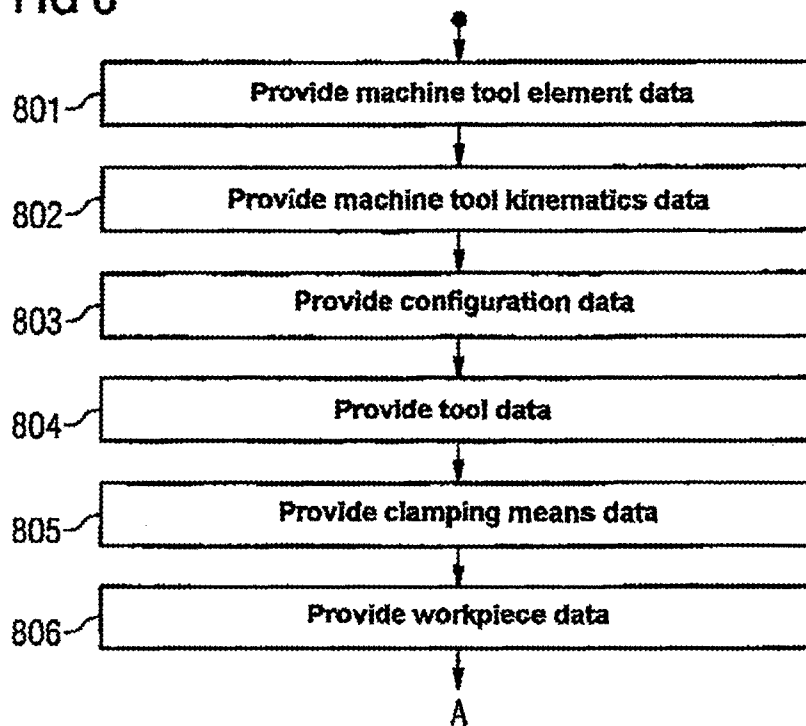 801
Provide machine tool element data
802
Provide machine tool kinematics data
803
Provide configuration data
804
Provide tool data
805
Provide clamping means data
806
Provide workpiece data
A